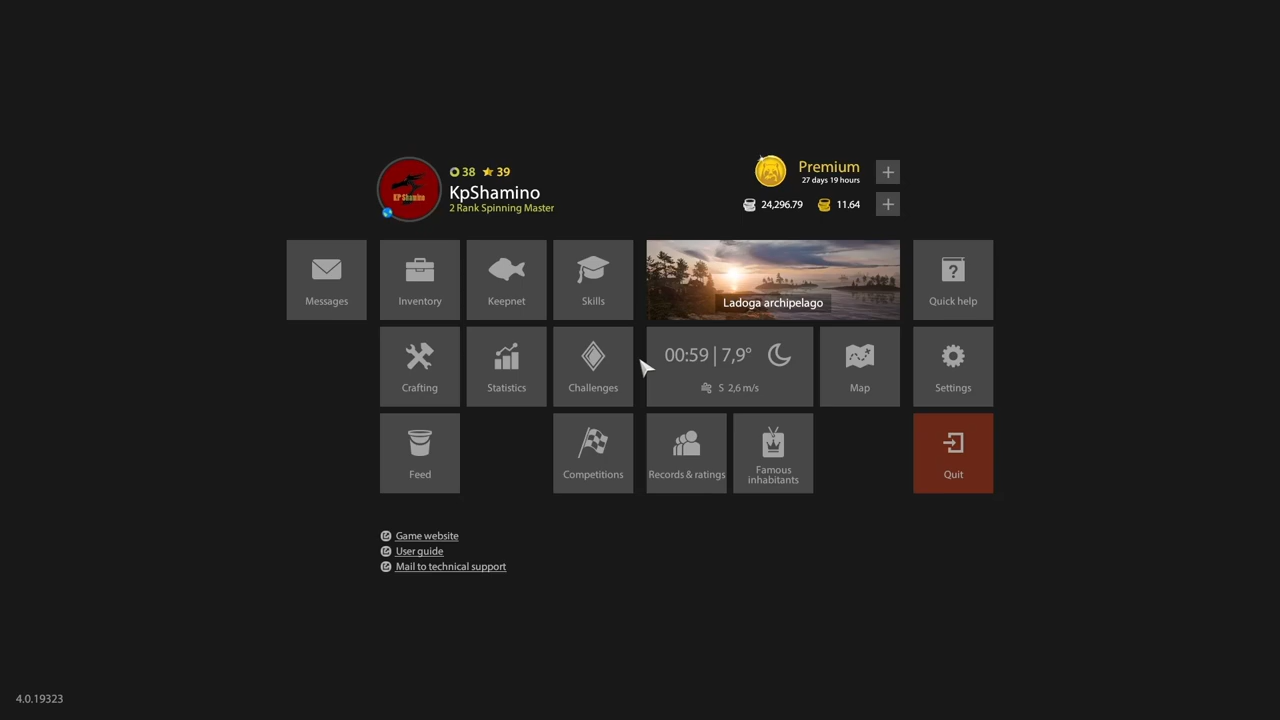 38 39
KpShamino
2 Rank Spinning Master
KP Shamino
Premium
27 days 19 hours
24,296.79 11.64
Messages
Inventory
Keepnet
Skills
Ladoga archipelago
Quick help
Crafting
Statistics
Challenges
00:59 | 7,9°
S 2,6 m/s
Map
Settings
Feed
Competitions
Records & ratings
Famous
inhabitants
Quit
Game website
User guide
Mail to technical support
4.0.19323